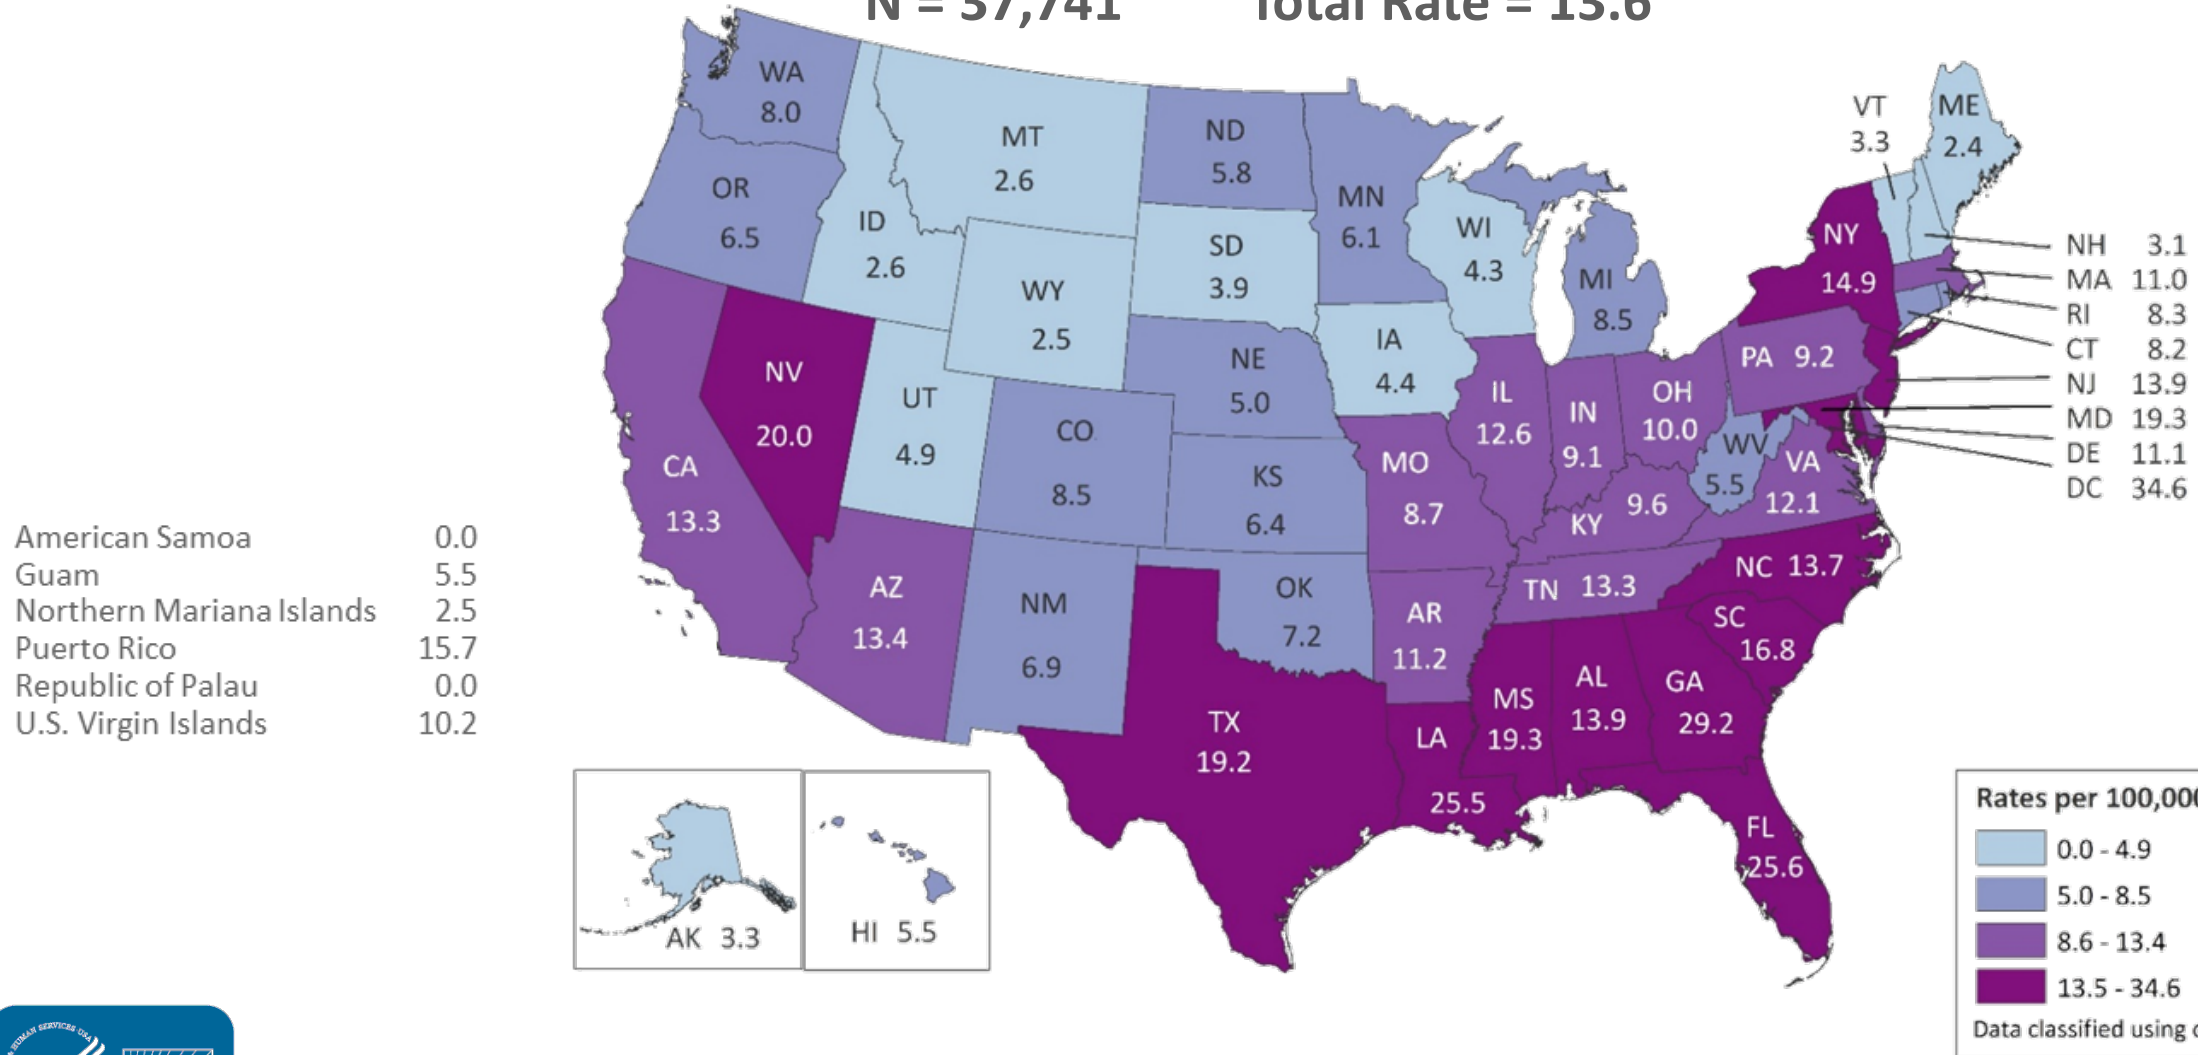 N = 37,741 Total Rate = 13.6
WA
8.0
OR
6.5
CA
13.3
NV
20.0
ID
2.6
MT
2.6
WY
2.5
UT
4.9
AZ
13.4
CO
8.5
NM
6.9
ND
5.8
SD
3.9
NE
5.0
KS
6.4
OK
7.2
TX
19.2
MN
6.1
IA
4.4
MO
8.7
AR
11.2
LA
25.5
WI
4.3
IL
12.6
MI
8.5
IN
9.1
OH
10.0
KY 9.6
TN 13.3
MS
19.3
AL
13.9
GA
29.2
FL
25.6
SC
16.8
NC 13.7
VA
12.1
WV
5.5
PA 9.2
NY
14.9
VT
3.3
ME
2.4
NH 3.1
MA 11.0
RI 8.3
CT 8.2
NJ 13.9
MD 19.3
DE 11.1
DC 34.6
AK 3.3
HI 5.5
American Samoa 0.0
Guam 5.5
Northern Mariana Islands 2.5
Puerto Rico 15.7
Republic of Palau 0.0
U.S. Virgin Islands 10.2
Rates per 100,000
0.0 - 4.9
5.0 - 8.5
8.6 - 13.4
13.5 - 34.6
Data classified using
HUMAN SERVICES USA